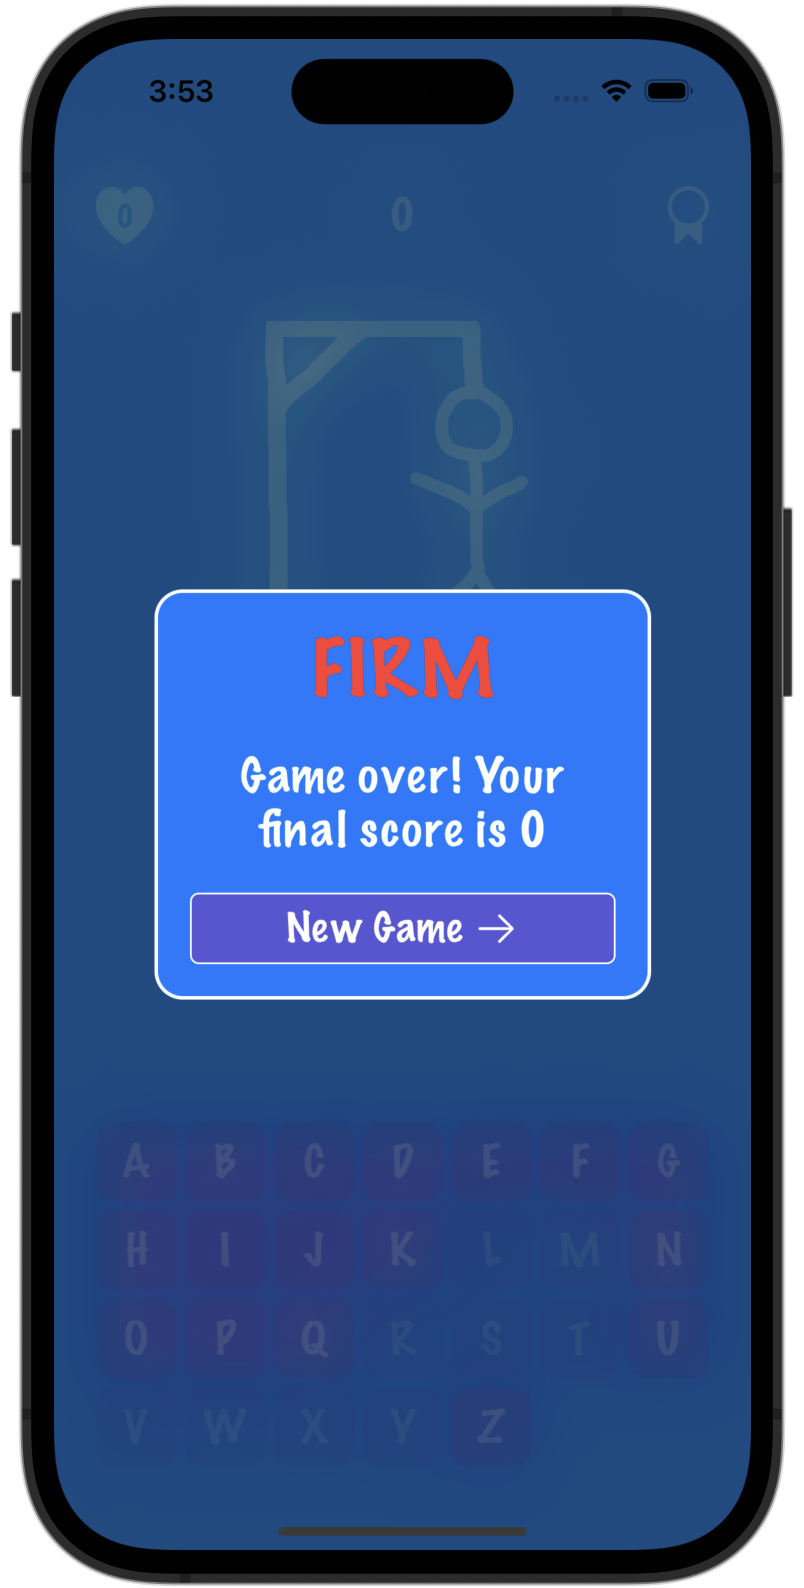 3:53
0 0
FIRM
Game over! Your
final score is 0
New Game →
A B C D E F G
H I J K L M N
O P Q R S T U
V W X Y Z